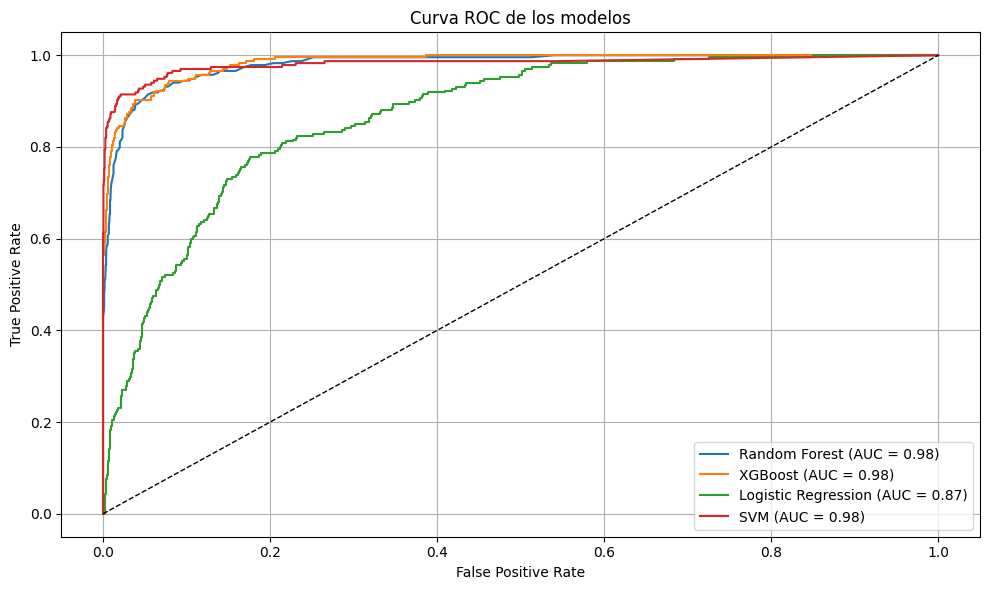 Curva ROC de los modelos
True Positive Rate
1.0
0.8
0.6
0.4
0.2
0.0
0.0 0.2 0.4 0.6 0.8 1.0
False Positive Rate
Random Forest (AUC = 0.98)
XGBoost (AUC = 0.98)
Logistic Regression (AUC = 0.87)
SVM (AUC = 0.98)